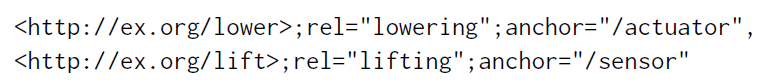 <http://ex.org/lower>;rel="lowering";anchor="/actuator",
<http://ex.org/lift>;rel="lifting";anchor="/sensor"